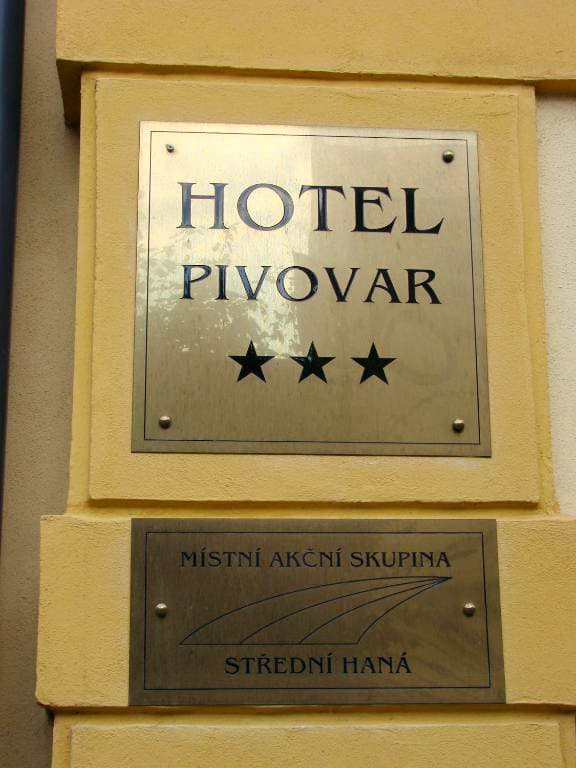 HOTEL
PIVOVAR
★★★
MÍSTNÍ AKČNÍ SKUPINA
STŘEDNÍ HANÁ